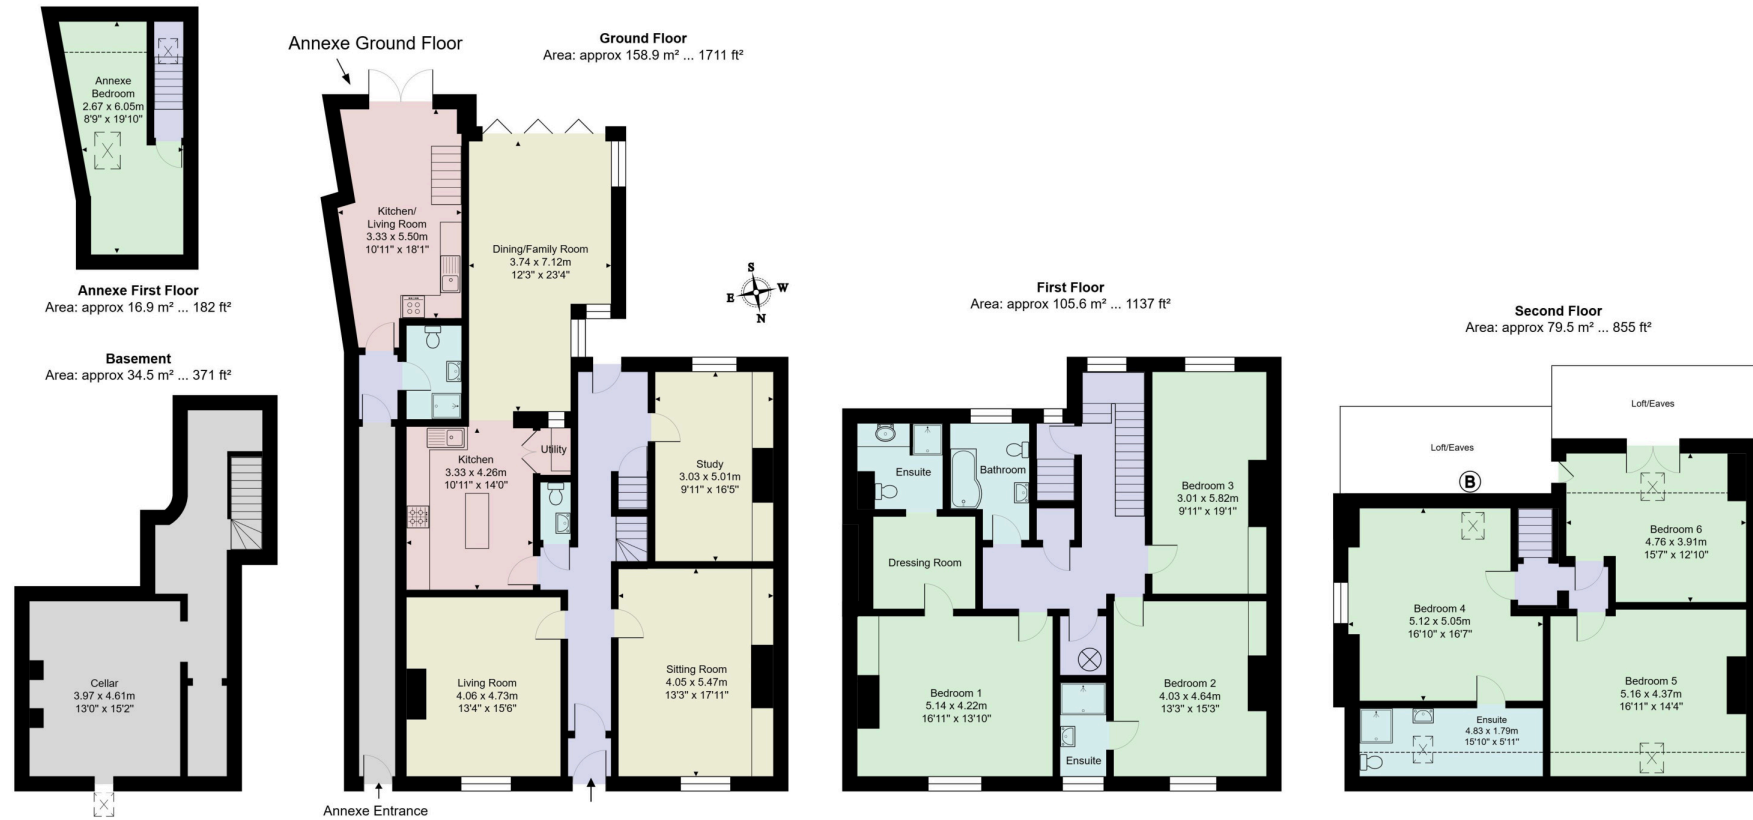 Annexe
Bedroom
2.67 x 6.05m
8'9" x 19'10"
Annexe First Floor
Area: approx 16.9 m² ... 182 ft²
Basement
Area: approx 34.5 m² ... 371 ft²
Cellar
3.97 x 4.61m
13'0" x 15'2"
Annexe Ground Floor
Ground Floor
Area: approx 158.9 m² ... 1711 ft²
Kitchen/
Living Room
3.33 x 5.50m
10'11" x 18'1"
Dining/Family Room
3.74 x 7.12m
12'3" x 23'4"
Kitchen
3.33 x 4.26m
10'11" x 14'0"
Utility
Study
3.03 x 5.01m
9'11" x 16'5"
Living Room
4.06 x 4.73m
13'4" x 15'6"
Sitting Room
4.05 x 5.47m
13'3" x 17'11"
Annexe Entrance
S
E W
N
First Floor
Area: approx 105.6 m² ... 1137 ft²
Ensuite
Bathroom
Bedroom 3
3.01 x 5.82m
9'11" x 19'1"
Dressing Room
Bedroom 1
5.14 x 4.22m
16'11" x 13'10"
Bedroom 2
4.03 x 4.64m
13'3" x 15'3"
Ensuite
Second Floor
Area: approx 79.5 m² ... 855 ft²
Loft/Eaves
Loft/Eaves
B
Bedroom 6
4.76 x 3.91m
15'7" x 12'10"
Bedroom 4
5.12 x 5.05m
16'10" x 16'7"
Bedroom 5
5.16 x 4.37m
16'11" x 14'4"
Ensuite
4.83 x 1.79m
15'10" x 5'11"